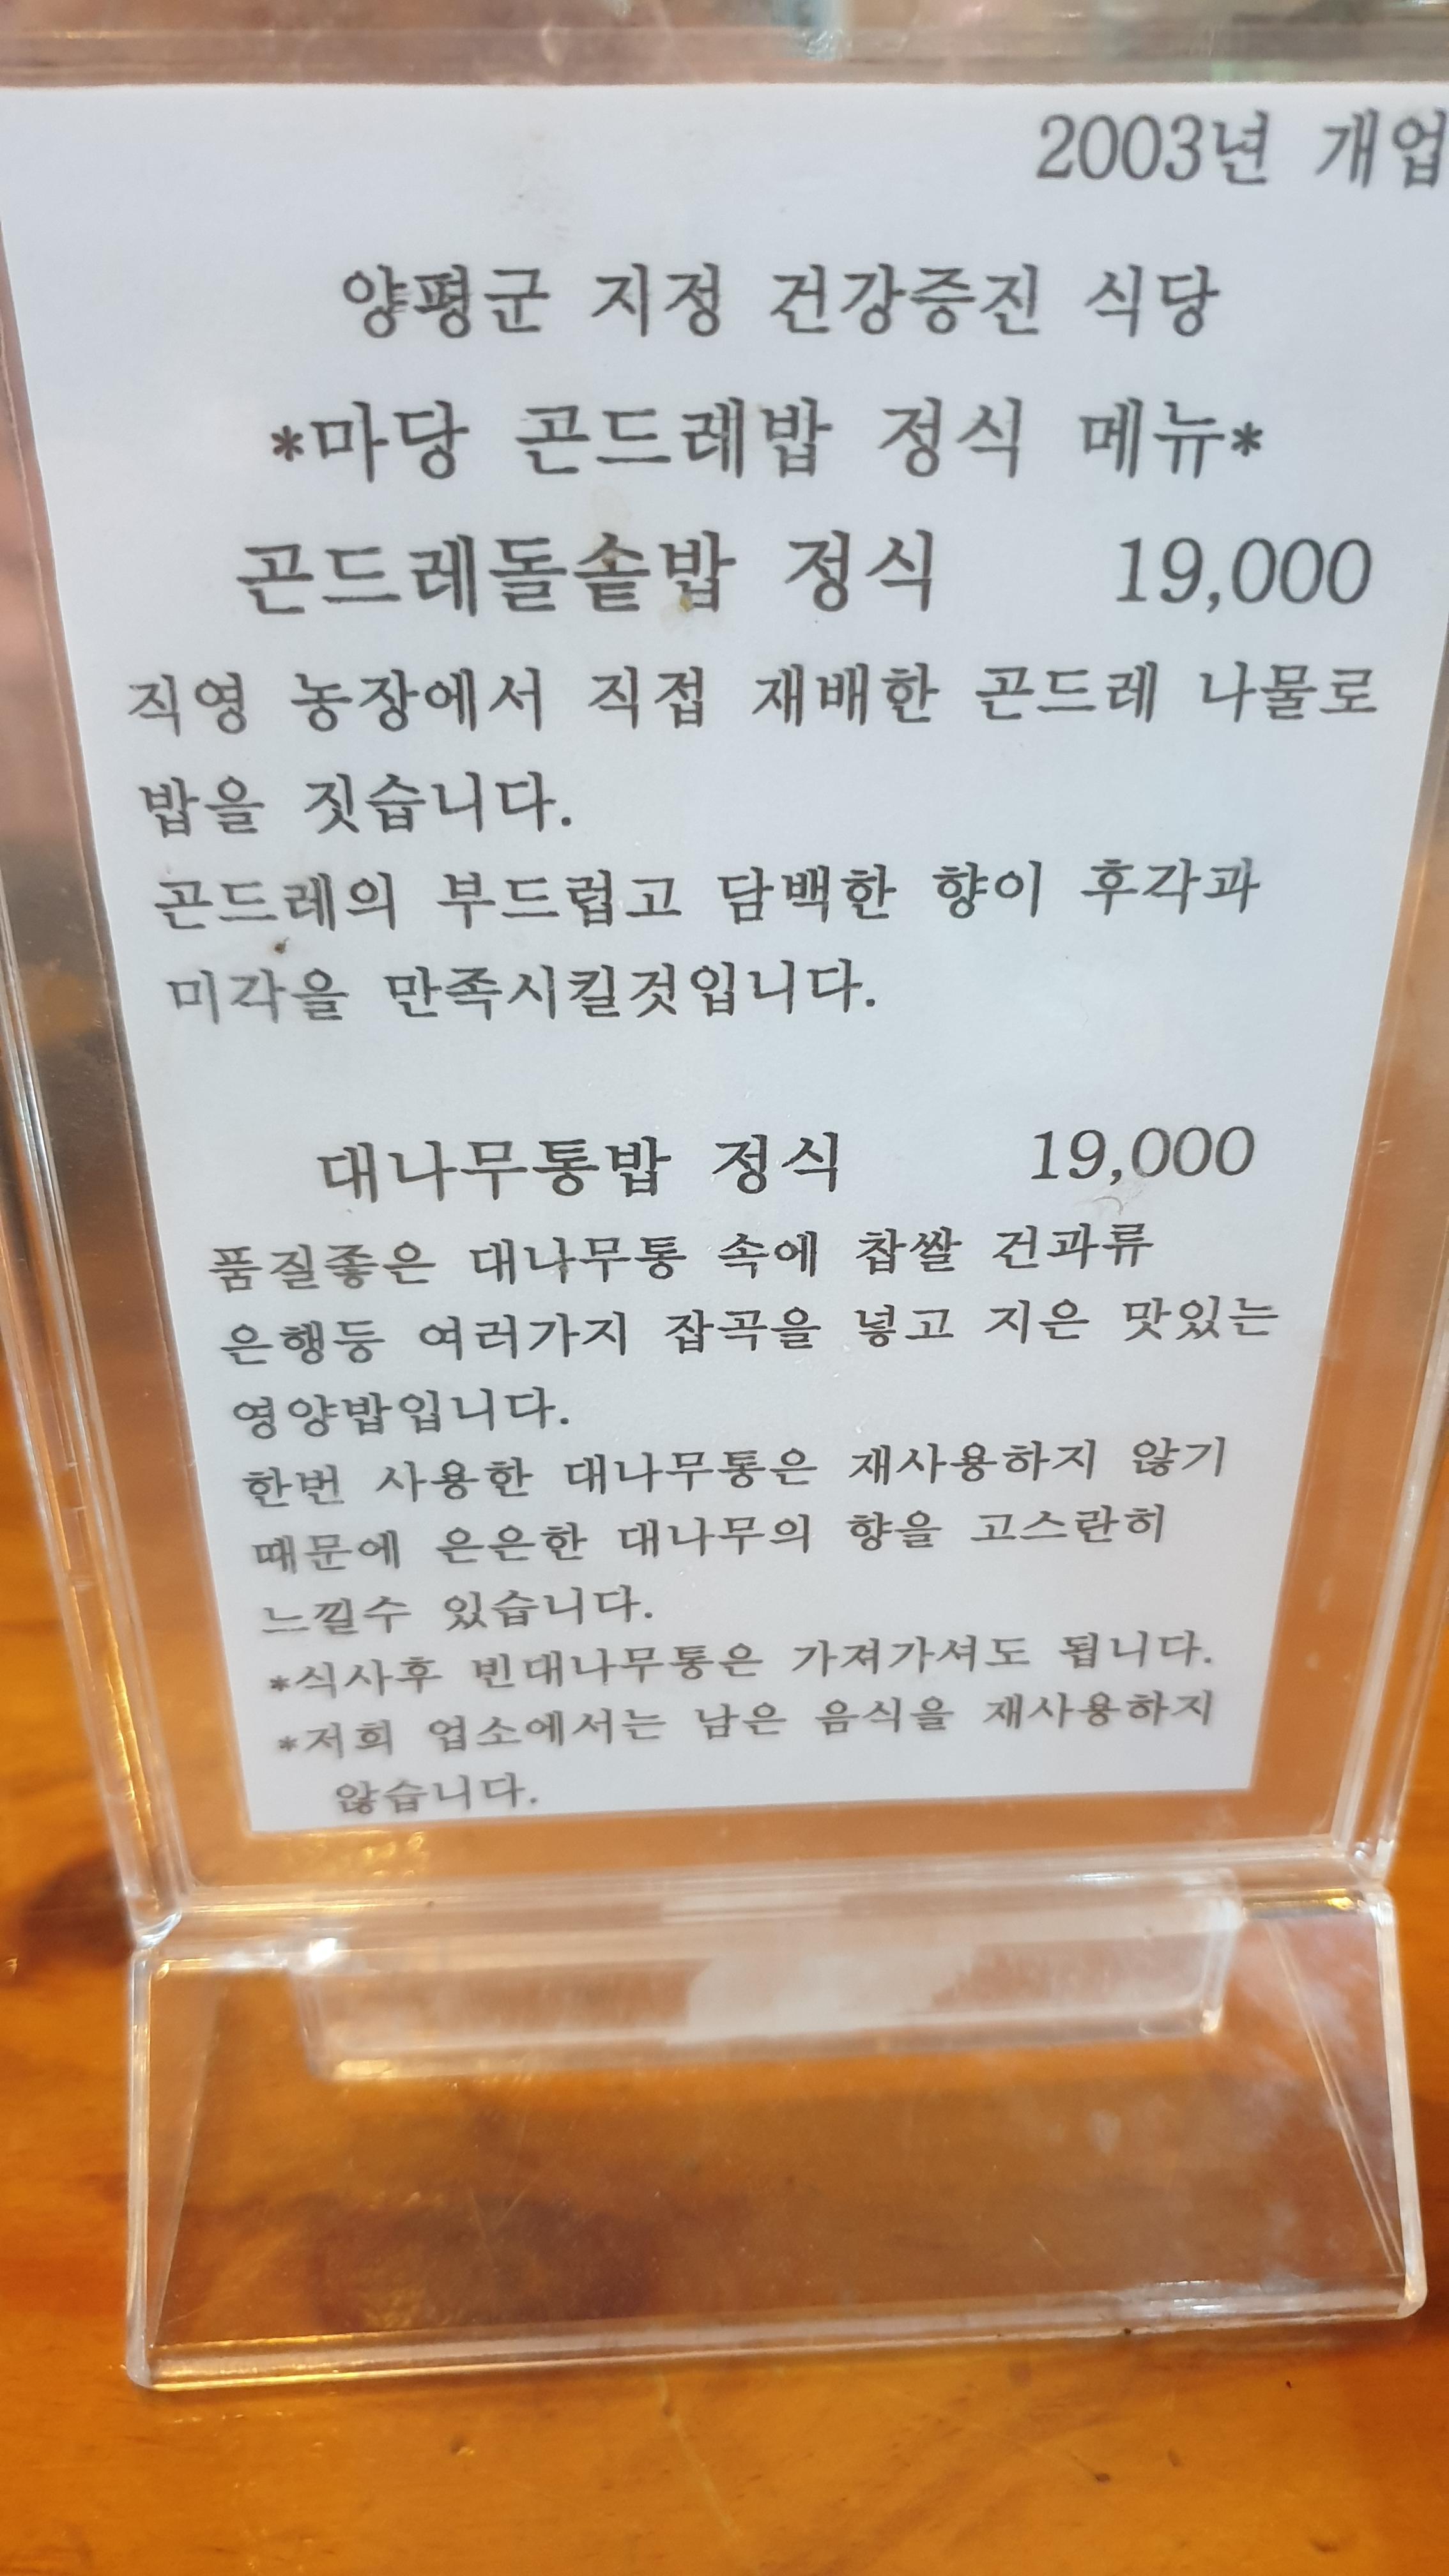 2003년 개업
양평군 지정 건강증진 식당
*마당 곤드레밥 정식 메뉴*
곤드레돌솥밥 정식 19,000
직영 농장에서 직접 재배한 곤드레 나물로
밥을 짓습니다.
곤드레의 부드럽고 담백한 향이 후각과
미각을 만족시킬것입니다.
대나무통밥 정식 19,000
품질좋은 대나무통 속에 찹쌀 건과류
은행등 여러가지 잡곡을 넣고 지은 맛있는
영양밥입니다.
한번 사용한 대나무통은 재사용하지 않기
때문에 은은한 대나무의 향을 고스란히
느낄수 있습니다.
*식사후 빈대나무통은 가져가셔도 됩니다.
*저희 업소에서는 남은 음식을 재사용하지
않습니다.